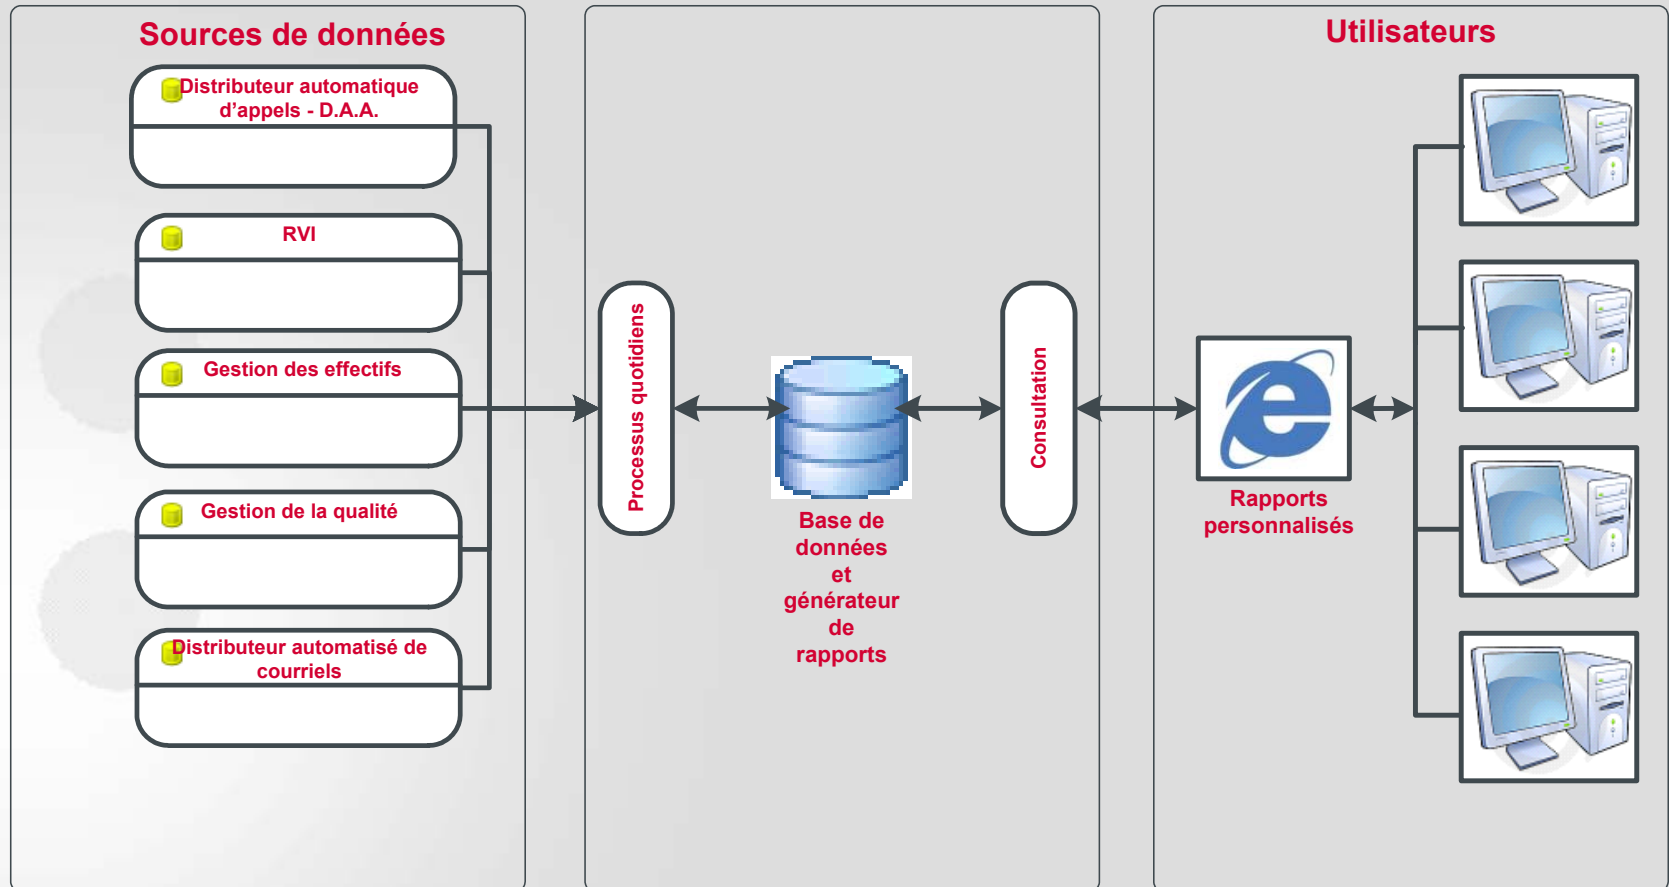 Sources de données
Distributeur automatique
d'appels - D.A.A.
RVI
Gestion des effectifs
Gestion de la qualité
Distributeur automatisé de
courriels
Processus quotidiens
Base de
données
et
générateur
de
rapports
Consultation
Utilisateurs
Rapports
personnalisés